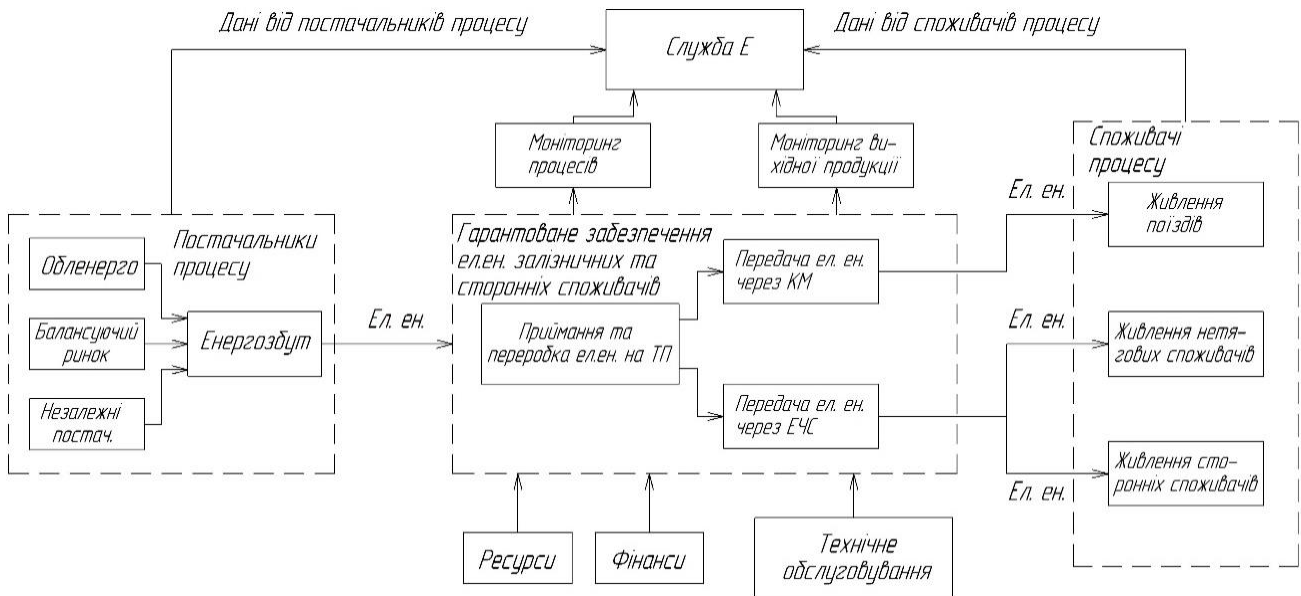 Дані від постачальників процесу
Служба Е
Дані від споживачів процесу
Моніторинг
процесів
Моніторинг ви-
хідної продукції
Споживачі
процесу
Ел. ен.
Живлення
поїздів
Постачальники
процесу
Обленерго
Балансуючий
ринок
Незалежні
постач.
Енергозбут
Ел. ен.
Гарантоване забезпечення
ел.ен. залізничних та
сторонніх споживачів
Приймання та
переробка ел.ен. на ТП
Передача ел. ен.
через КМ
Передача ел. ен.
через ЕЧС
Ел. ен.
Живлення нетя-
гових споживачів
Ел. ен.
Живлення сто-
ронніх споживачів
Ресурси
Фінанси
Технічне
обслуговування